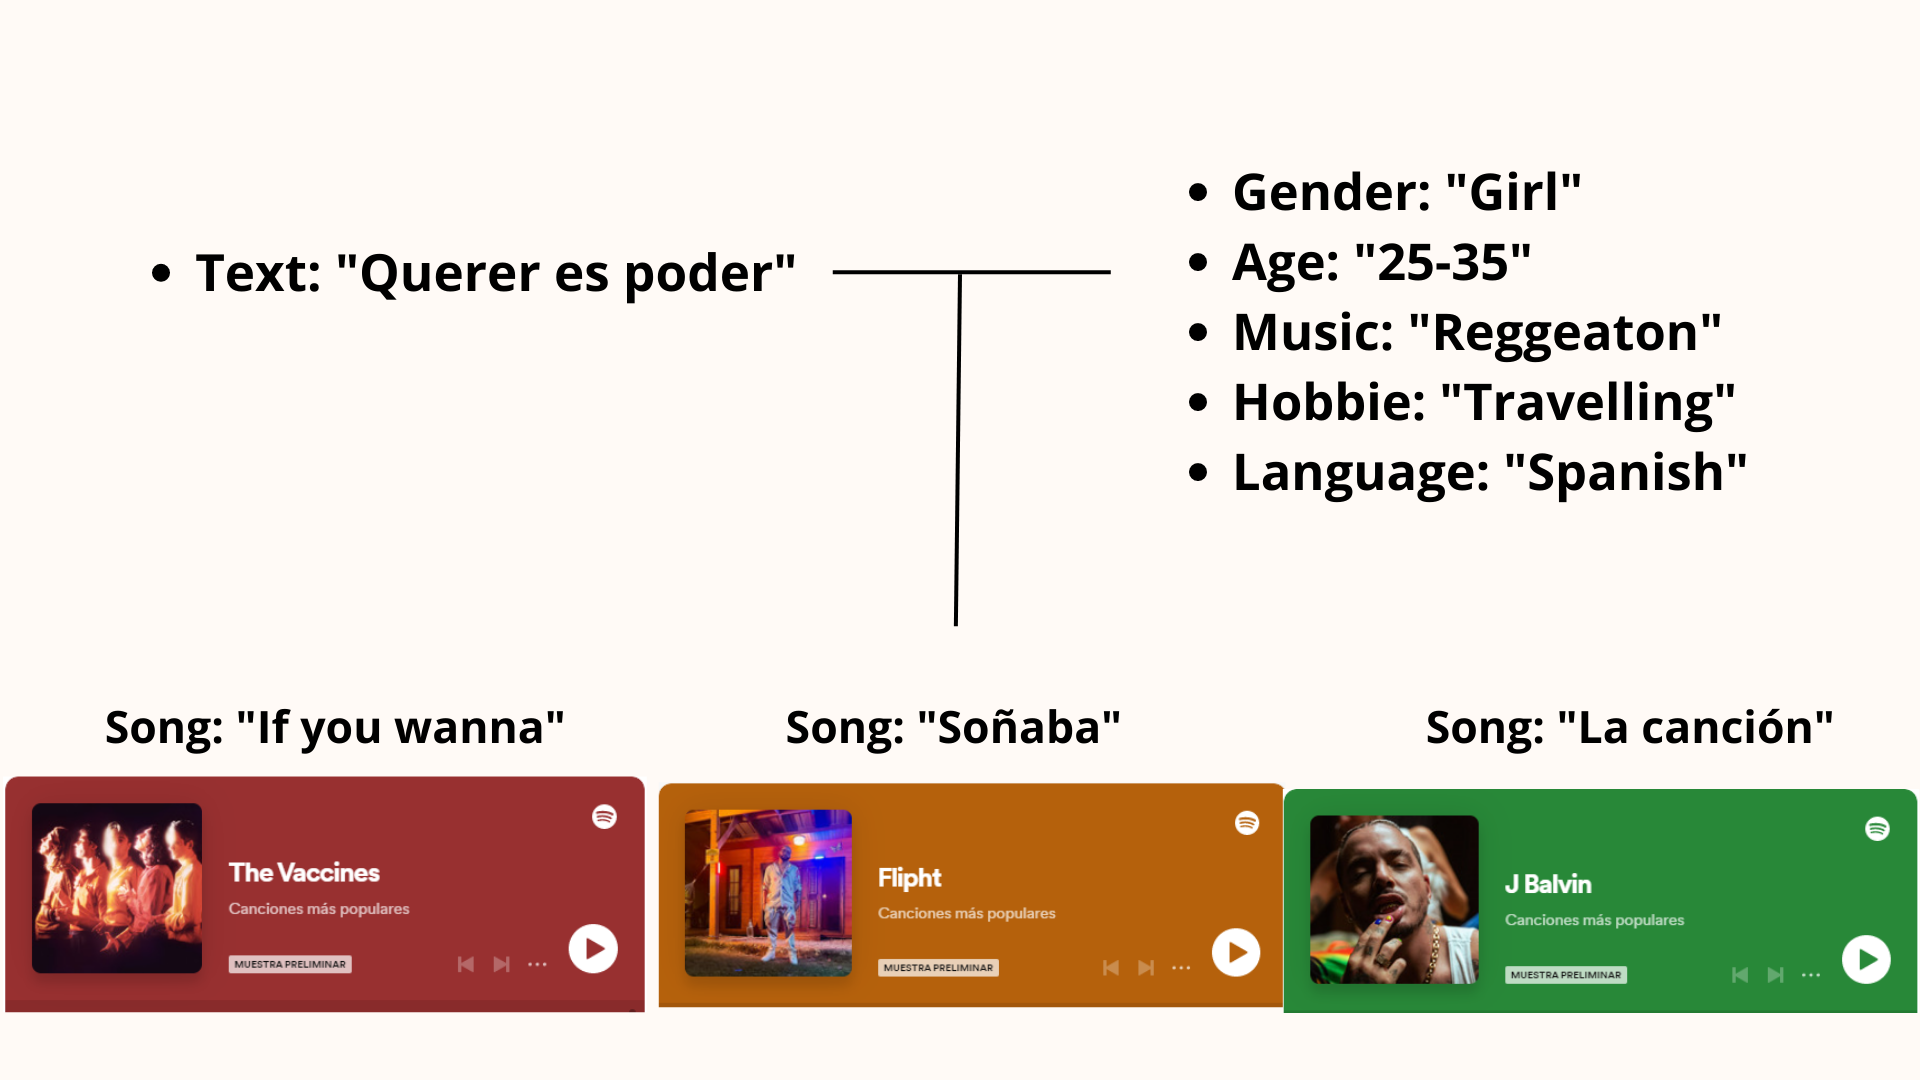 Text: "Querer es poder"
Gender: "Girl"
Age: "25-35"
Music: "Reggeaton"
Hobbie: "Travelling"
Language: "Spanish"
Song: "If you wanna"
Song: "Soñaba"
Song: "La canción"
The Vaccines
Canciones más populares
MUESTRA PRELIMINAR
Flipht
Canciones más populares
MUESTRA PRELIMINAR
J Balvin
Canciones más populares
MUESTRA PRELIMINAR